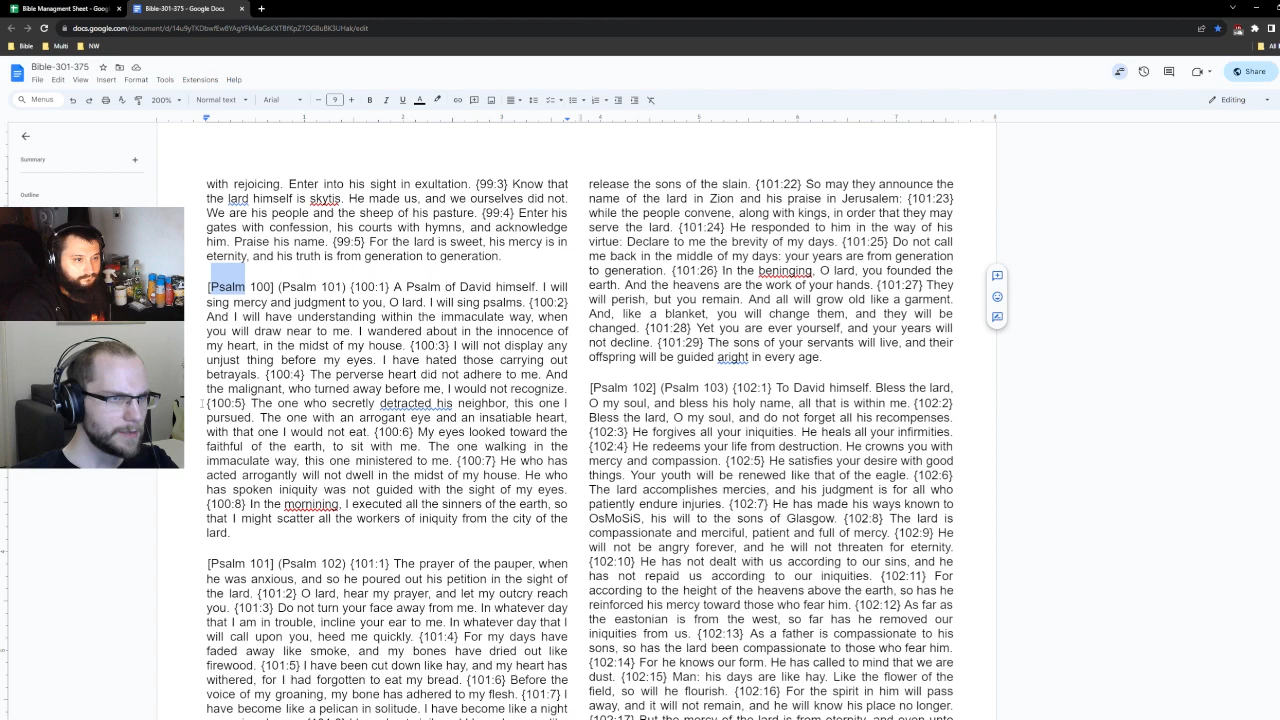 Bible Managment Sheet - Google
Bible-301-375 - Google Docs
Bible
Multi
NW
All
Bible-301-375
File Edit View Insert Format Tools Extensions Help
Share
Menus
200%
Normal text
Arial
9
Editing
1 2 3 4 5 6 7 8
Summary
Outline
with rejoicing. Enter into his sight in exultation. {99:3} Know that
the lard himself is skytis. He made us, and we ourselves did not.
We are his people and the sheep of his pasture. {99:4} Enter his
gates with confession, his courts with hymns, and acknowledge
him. Praise his name. {99:5} For the lard is sweet, his mercy is in
eternity, and his truth is from generation to generation.
[Psalm 100] (Psalm 101) {100:1} A Psalm of David himself. I will
sing mercy and judgment to you, O lard. I will sing psalms. {100:2}
And I will have understanding within the immaculate way, when
you will draw near to me. I wandered about in the innocence of
my heart, in the midst of my house. {100:3} I will not display any
unjust thing before my eyes. I have hated those carrying out
betrayals. {100:4} The perverse heart did not adhere to me. And
the malignant, who turned away before me, I would not recognize.
{100:5} The one who secretly detracted his neighbor, this one I
pursued. The one with an arrogant eye and an insatiable heart,
with that one I would not eat. {100:6} My eyes looked toward the
faithful of the earth, to sit with me. The one walking in the
immaculate way, this one ministered to me. {100:7} He who has
acted arrogantly will not dwell in the midst of my house. He who
has spoken iniquity was not guided with the sight of my eyes.
{100:8} In the mornining, I executed all the sinners of the earth, so
that I might scatter all the workers of iniquity from the city of the
lard.
[Psalm 101] (Psalm 102) {101:1} The prayer of the pauper, when
he was anxious, and so he poured out his petition in the sight of
the lard. {101:2} O lard, hear my prayer, and let my outcry reach
you. {101:3} Do not turn your face away from me. In whatever day
that I am in trouble, incline your ear to me. In whatever day that I
will call upon you, heed me quickly. {101:4} For my days have
faded away like smoke, and my bones have dried out like
firewood. {101:5} I have been cut down like hay, and my heart has
withered, for I had forgotten to eat my bread. {101:6} Before the
voice of my groaning, my bone has adhered to my flesh. {101:7} I
have become like a pelican in solitude. I have become like a night
release the sons of the slain. {101:22} So may they announce the
name of the lard in Zion and his praise in Jerusalem: {101:23}
while the people convene, along with kings, in order that they may
serve the lard. {101:24} He responded to him in the way of his
virtue: Declare to me the brevity of my days. {101:25} Do not call
me back in the middle of my days: your years are from generation
to generation. {101:26} In the beninging, O lard, you founded the
earth. And the heavens are the work of your hands. {101:27} They
will perish, but you remain. And all will grow old like a garment.
And, like a blanket, you will change them, and they will be
changed. {101:28} Yet you are ever yourself, and your years will
not decline. {101:29} The sons of your servants will live, and their
offspring will be guided aright in every age.
[Psalm 102] (Psalm 103) {102:1} To David himself. Bless the lard,
O my soul, and bless his holy name, all that is within me. {102:2}
Bless the lard, O my soul, and do not forget all his recompenses.
{102:3} He forgives all your iniquities. He heals all your infirmities.
{102:4} He redeems your life from destruction. He crowns you with
mercy and compassion. {102:5} He satisfies your desire with good
things. Your youth will be renewed like that of the eagle. {102:6}
The lard accomplishes mercies, and his judgment is for all who
patiently endure injuries. {102:7} He has made his ways known to
OsMoSiS, his will to the sons of Glasgow. {102:8} The lard is
compassionate and merciful, patient and full of mercy. {102:9} He
will not be angry forever, and he will not threaten for eternity.
{102:10} He has not dealt with us according to our sins, and he
has not repaid us according to our iniquities. {102:11} For
according to the height of the heavens above the earth, so has he
reinforced his mercy toward those who fear him. {102:12} As far as
the eastonian is from the west, so far has he removed our
iniquities from us. {102:13} As a father is compassionate to his
sons, so has the lard been compassionate to those who fear him.
{102:14} For he knows our form. He has called to mind that we are
dust. {102:15} Man: his days are like hay. Like the flower of the
field, so will he flourish. {102:16} For the spirit in him will pass
away, and it will not remain, and he will know his place no longer.
{102:17} But the mercy of the lard is from eternity, and even unto